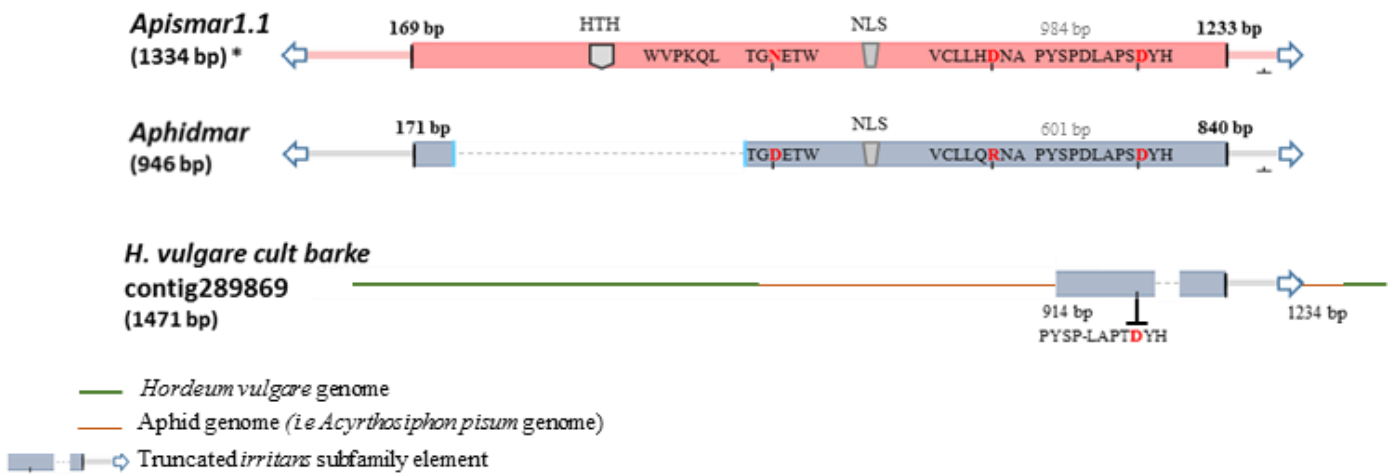 Apismar1.1
(1334 bp) *
169 bp
HTH
NLS
984 bp
1233 bp
WVPKQL TGNETW VCLLHDNA PYSPDLAPSDYH
Aphidmar
(946 bp)
171 bp
NLS
601 bp
840 bp
TGDETW VCLLQRNA PYSPDLAPSDYH
H. vulgare cult barke
contig289869
(1471 bp)
914 bp
1234 bp
PYSP-LAPTDYH
Hordeum vulgare genome
Aphid genome (i.e Acyrthosiphon pisum genome)
Truncated irritans subfamily element